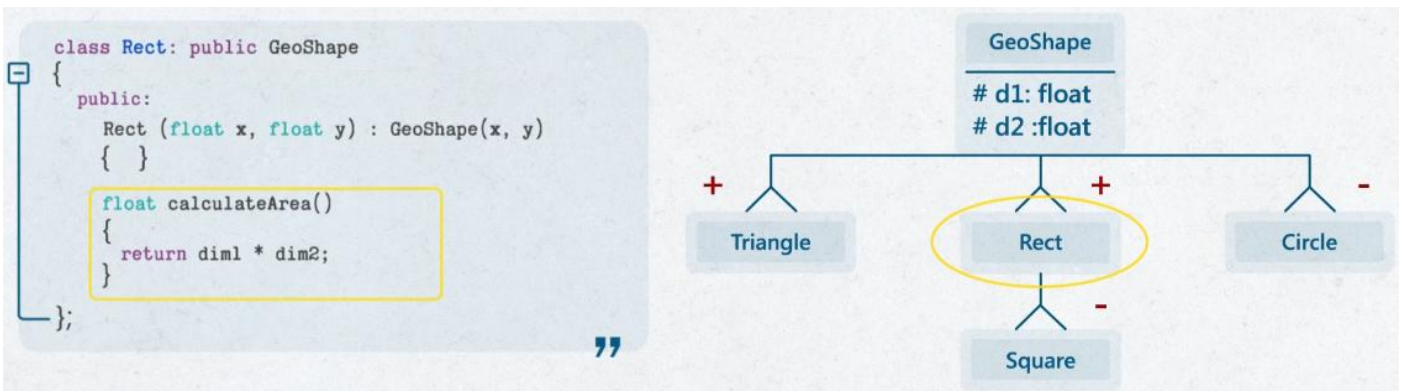 class Rect: public GeoShape
{
public:
Rect (float x, float y) : GeoShape(x, y)
{ }
float calculateArea()
{
return dim1 * dim2;
}
};
”
GeoShape
# d1: float
# d2 :float
+ + -
Triangle Rect Circle
-
Square